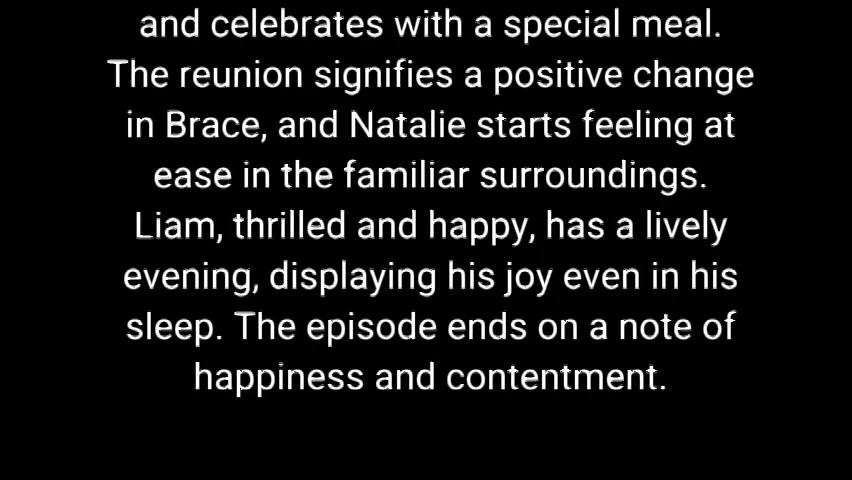 and celebrates with a special meal.
The reunion signifies a positive change
in Brace, and Natalie starts feeling at
ease in the familiar surroundings.
Liam, thrilled and happy, has a lively
evening, displaying his joy even in his
sleep. The episode ends on a note of
happiness and contentment.